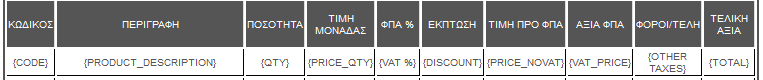 ΚΩΔΙΚΟΣ ΠΕΡΙΓΡΑΦΗ ΠΟΣΟΤΗΤΑ ΤΙΜΗ ΜΟΝΑΔΑΣ ΦΠΑ % ΕΚΠΤΩΣΗ ΤΙΜΗ ΠΡΟ ΦΠΑ ΑΞΙΑ ΦΠΑ ΦΟΡΟΙ/ΤΕΛΗ ΤΕΛΙΚΗ ΑΞΙΑ
{CODE} {PRODUCT_DESCRIPTION} {QTY} {PRICE_QTY} {VAT %} {DISCOUNT} {PRICE_NOVAT} {VAT_PRICE} {OTHER TAXES} {TOTAL}